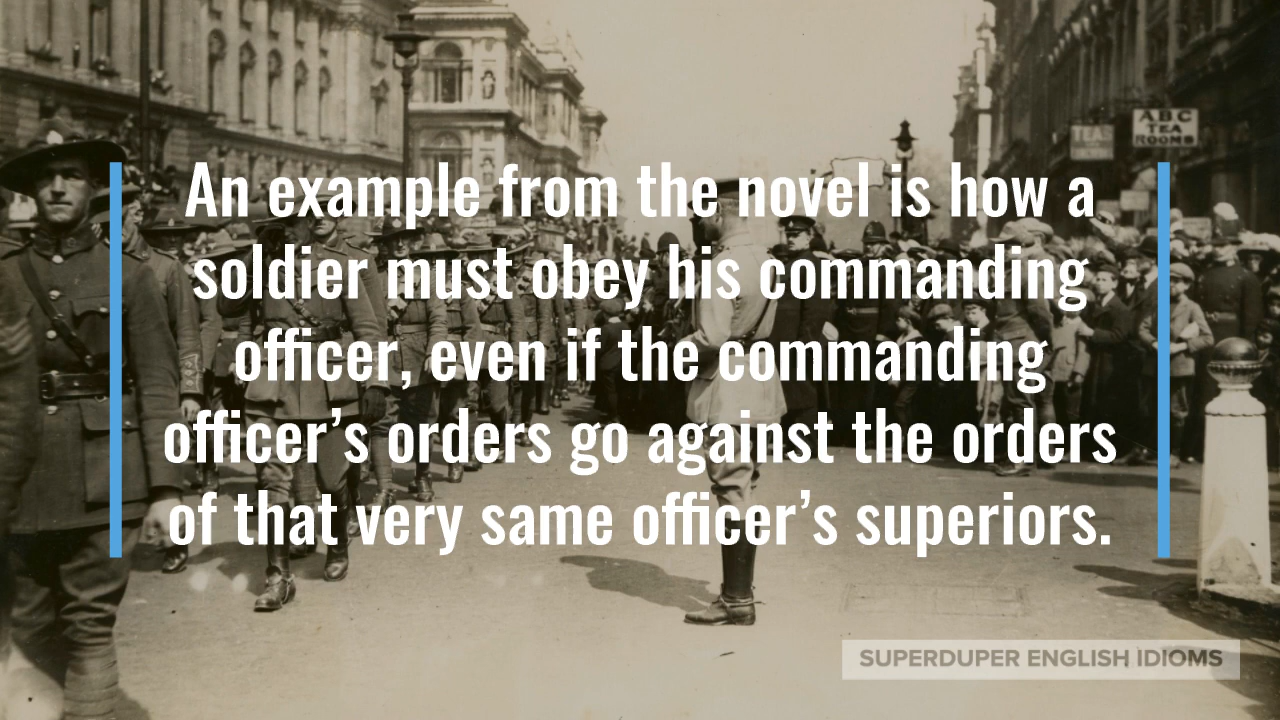 TEAS
ABC
TEA
ROOMS
An example from the novel is how a
soldier must obey his commanding
officer, even if the commanding
officer’s orders go against the orders
of that very same officer’s superiors.
SUPERDUPER ENGLISH IDIOMS